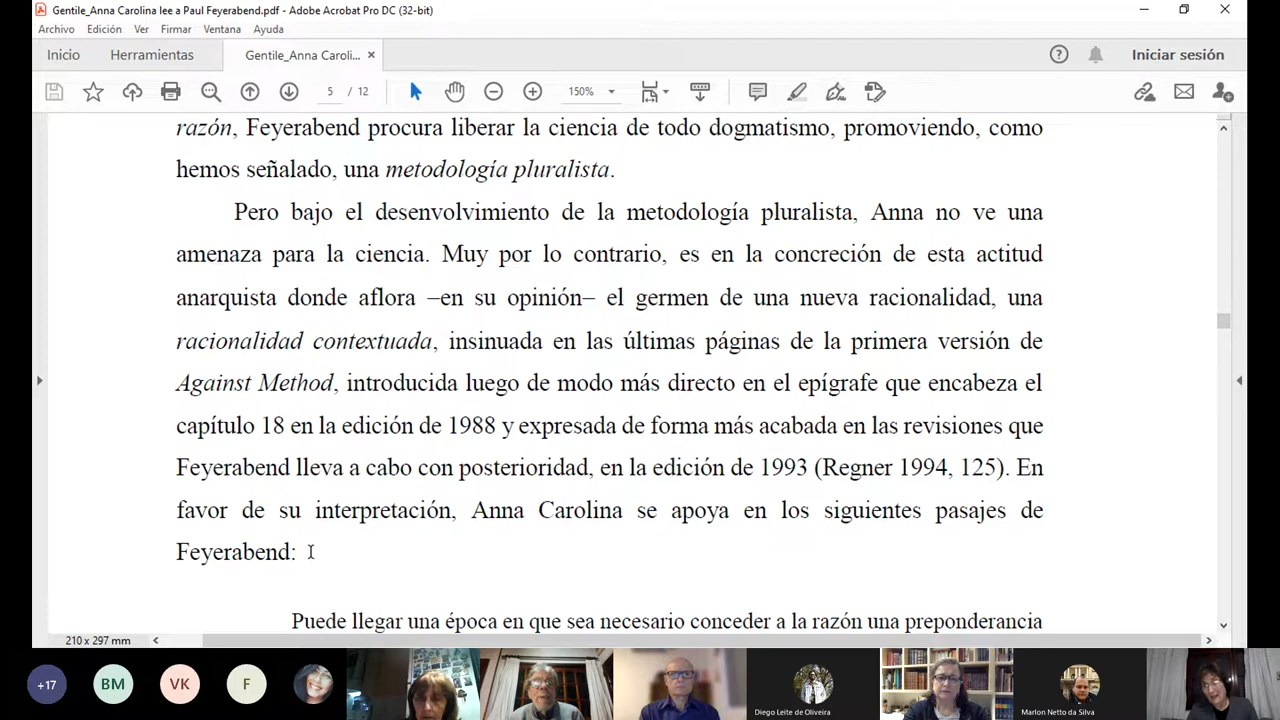 Gentile_Anna Carolina lee a Paul Feyerabend.pdf - Adobe Acrobat Pro DC (32-bit)
Archivo Edición Ver Firmar Ventana Ayuda
Inicio Herramientas Gentile_Anna Caroli... × Iniciar sesión
5 / 12 150%
razón, Feyerabend procura liberar la ciencia de todo dogmatismo, promoviendo, como
hemos señalado, una metodología pluralista.
Pero bajo el desenvolvimiento de la metodología pluralista, Anna no ve una
amenaza para la ciencia. Muy por lo contrario, es en la concreción de esta actitud
anarquista donde aflora –en su opinión– el germen de una nueva racionalidad, una
racionalidad contextuada, insinuada en las últimas páginas de la primera versión de
Against Method, introducida luego de modo más directo en el epígrafe que encabeza el
capítulo 18 en la edición de 1988 y expresada de forma más acabada en las revisiones que
Feyerabend lleva a cabo con posterioridad, en la edición de 1993 (Regner 1994, 125). En
favor de su interpretación, Anna Carolina se apoya en los siguientes pasajes de
Feyerabend:
Puede llegar una época en que sea necesario conceder a la razón una preponderancia
210 x 297 mm
+17 BM VK F
Diego Leite de Oliveira
Marlon Netto da Silva